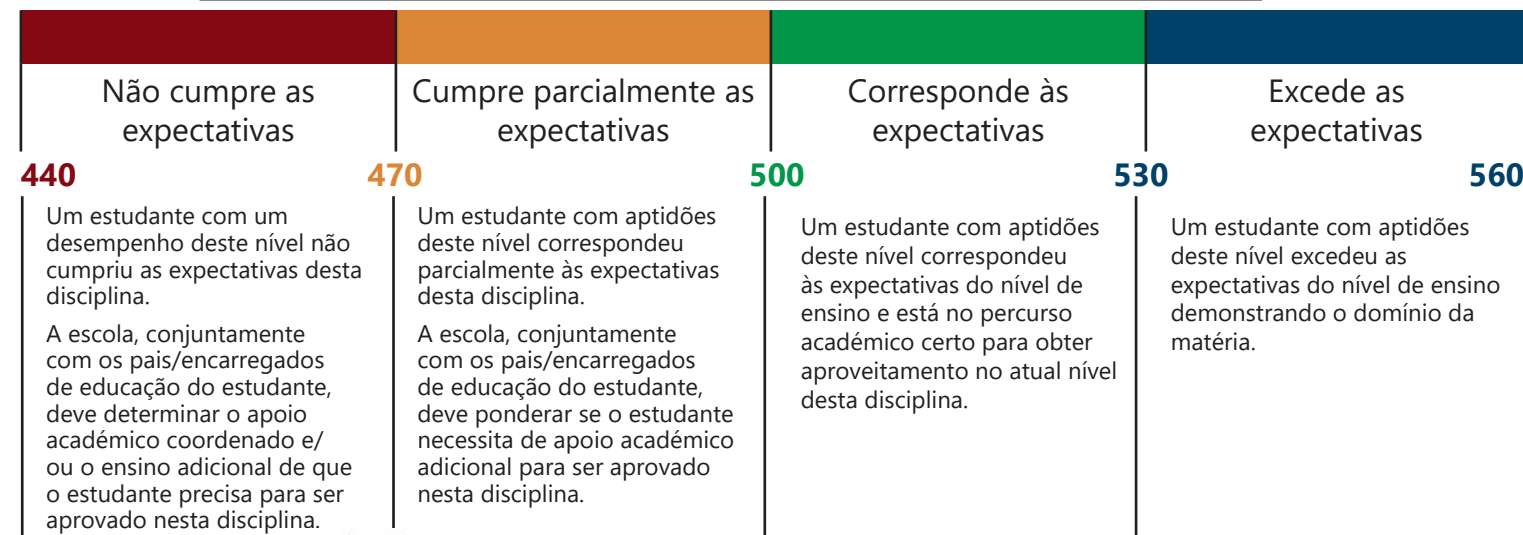 Não cumpre as
expectativas
Cumpre parcialmente as
expectativas
Corresponde às
expectativas
Excede as
expectativas
440
470
500
530
560
Um estudante com um
desempenho deste nível não
cumpriu as expectativas desta
disciplina.
A escola, conjuntamente
com os pais/encarregados
de educação do estudante,
deve determinar o apoio
académico coordenado e/
ou o ensino adicional de que
o estudante precisa para ser
aprovado nesta disciplina.
Um estudante com aptidões
deste nível correspondeu
parcialmente às expectativas
desta disciplina.
A escola, conjuntamente
com os pais/encarregados
de educação do estudante,
deve ponderar se o estudante
necessita de apoio académico
adicional para ser aprovado
nesta disciplina.
Um estudante com aptidões
deste nível correspondeu
às expectativas do nível de
ensino e está no percurso
académico certo para obter
aproveitamento no atual nível
desta disciplina.
Um estudante com aptidões
deste nível excedeu as
expectativas do nível de ensino
demonstrando o domínio da
matéria.